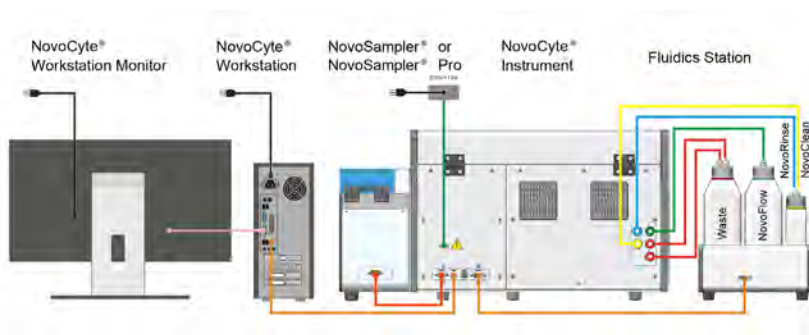 NovoCyte®
Workstation Monitor
NovoCyte®
Workstation
NovoSampler® or
NovoSampler® Pro
NovoCyte®
Instrument
Fluidics Station
Waste
NovoFlow
NovoRinse
NovoClean